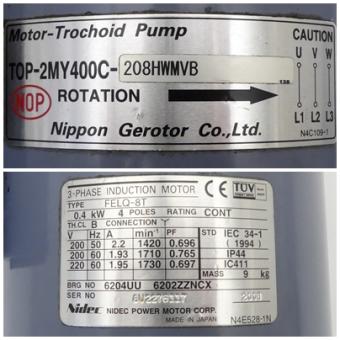 Motor-Trochoid Pump
CAUTION
U V W
TOP-2MY400C-208HWMVB
NOP ROTATION
L1 L2 L3
Nippon Gerotor Co.,Ltd.
N4C109-1
3-PHASE INDUCTION MOTOR
CE TÜV
TYPE FELQ-8T
0.4 kW 4 POLES RATING CONT
TH.CL B CONNECTION Y
V Hz A min⁻¹ PF STD IEC 34-1
200 50 2.2 1420 0.696 (1994)
200 60 1.93 1710 0.765 IP44
220 60 1.95 1730 0.697 IC411
MASS 9 kg
BRG NO 6204UU 6202ZZNCX
SER NO
Nidec NIDEC POWER MOTOR CORP.
MADE IN JAPAN N4E528-1N